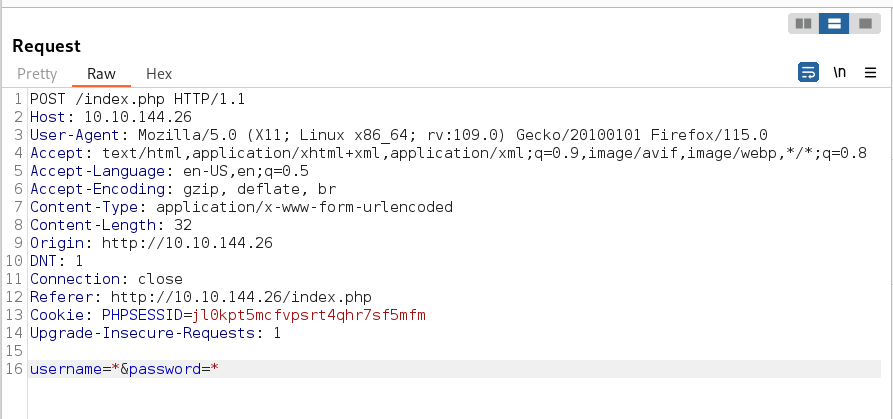 Request
Pretty Raw Hex \n
1 POST /index.php HTTP/1.1
2 Host: 10.10.144.26
3 User-Agent: Mozilla/5.0 (X11; Linux x86_64; rv:109.0) Gecko/20100101 Firefox/115.0
4 Accept: text/html,application/xhtml+xml,application/xml;q=0.9,image/avif,image/webp,*/*;q=0.8
5 Accept-Language: en-US,en;q=0.5
6 Accept-Encoding: gzip, deflate, br
7 Content-Type: application/x-www-form-urlencoded
8 Content-Length: 32
9 Origin: http://10.10.144.26
10 DNT: 1
11 Connection: close
12 Referer: http://10.10.144.26/index.php
13 Cookie: PHPSESSID=jl0kpt5mcfvpsrt4qhr7sf5mfm
14 Upgrade-Insecure-Requests: 1
15
16 username=*&password=*